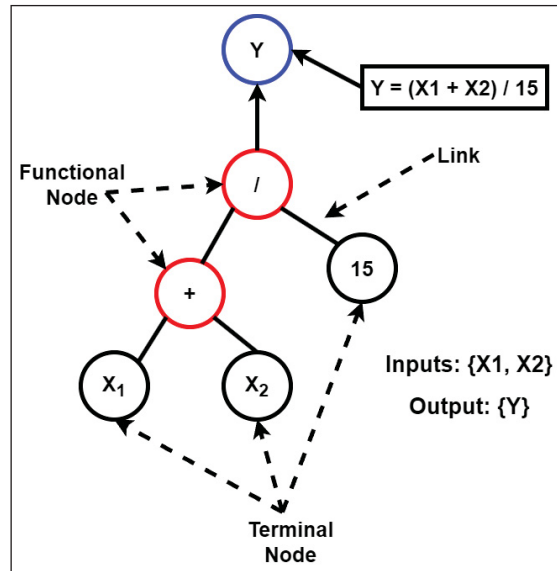 Y
Y = (X1 + X2) / 15
Functional
Node
/
Link
+
15
X₁
X₂
Inputs: {X1, X2}
Output: {Y}
Terminal
Node